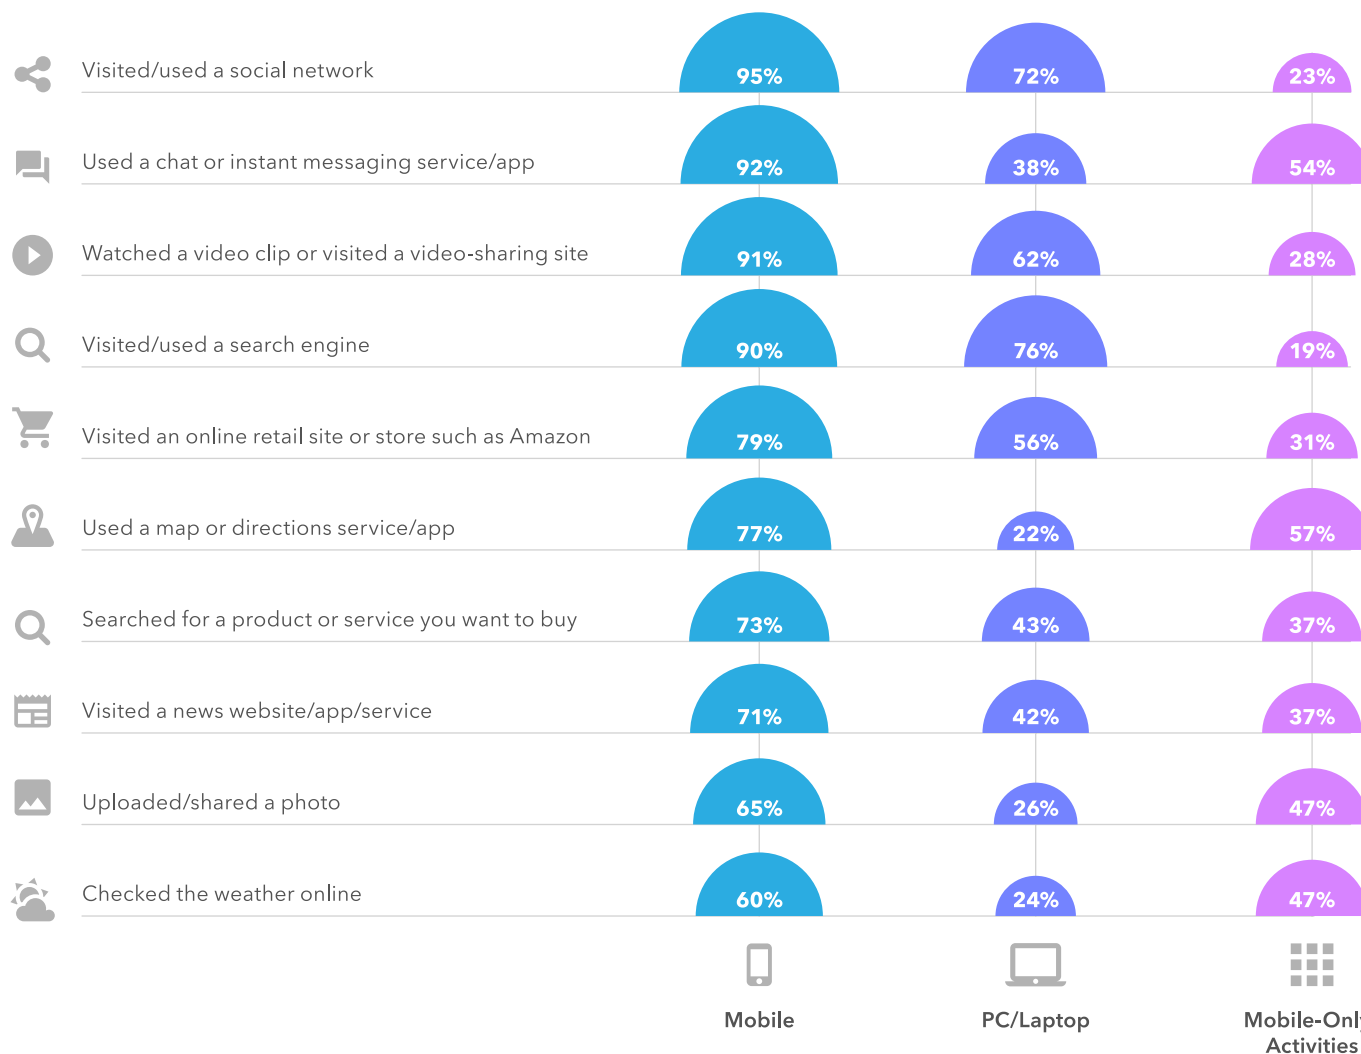 Visited/used a social network 95% 72% 23%
Used a chat or instant messaging service/app 92% 38% 54%
Watched a video clip or visited a video-sharing site 91% 62% 28%
Visited/used a search engine 90% 76% 19%
Visited an online retail site or store such as Amazon 79% 56% 31%
Used a map or directions service/app 77% 22% 57%
Searched for a product or service you want to buy 73% 43% 37%
Visited a news website/app/service 71% 42% 37%
Uploaded/shared a photo 65% 26% 47%
Checked the weather online 60% 24% 47%
Mobile PC/Laptop Mobile-Only
Activities